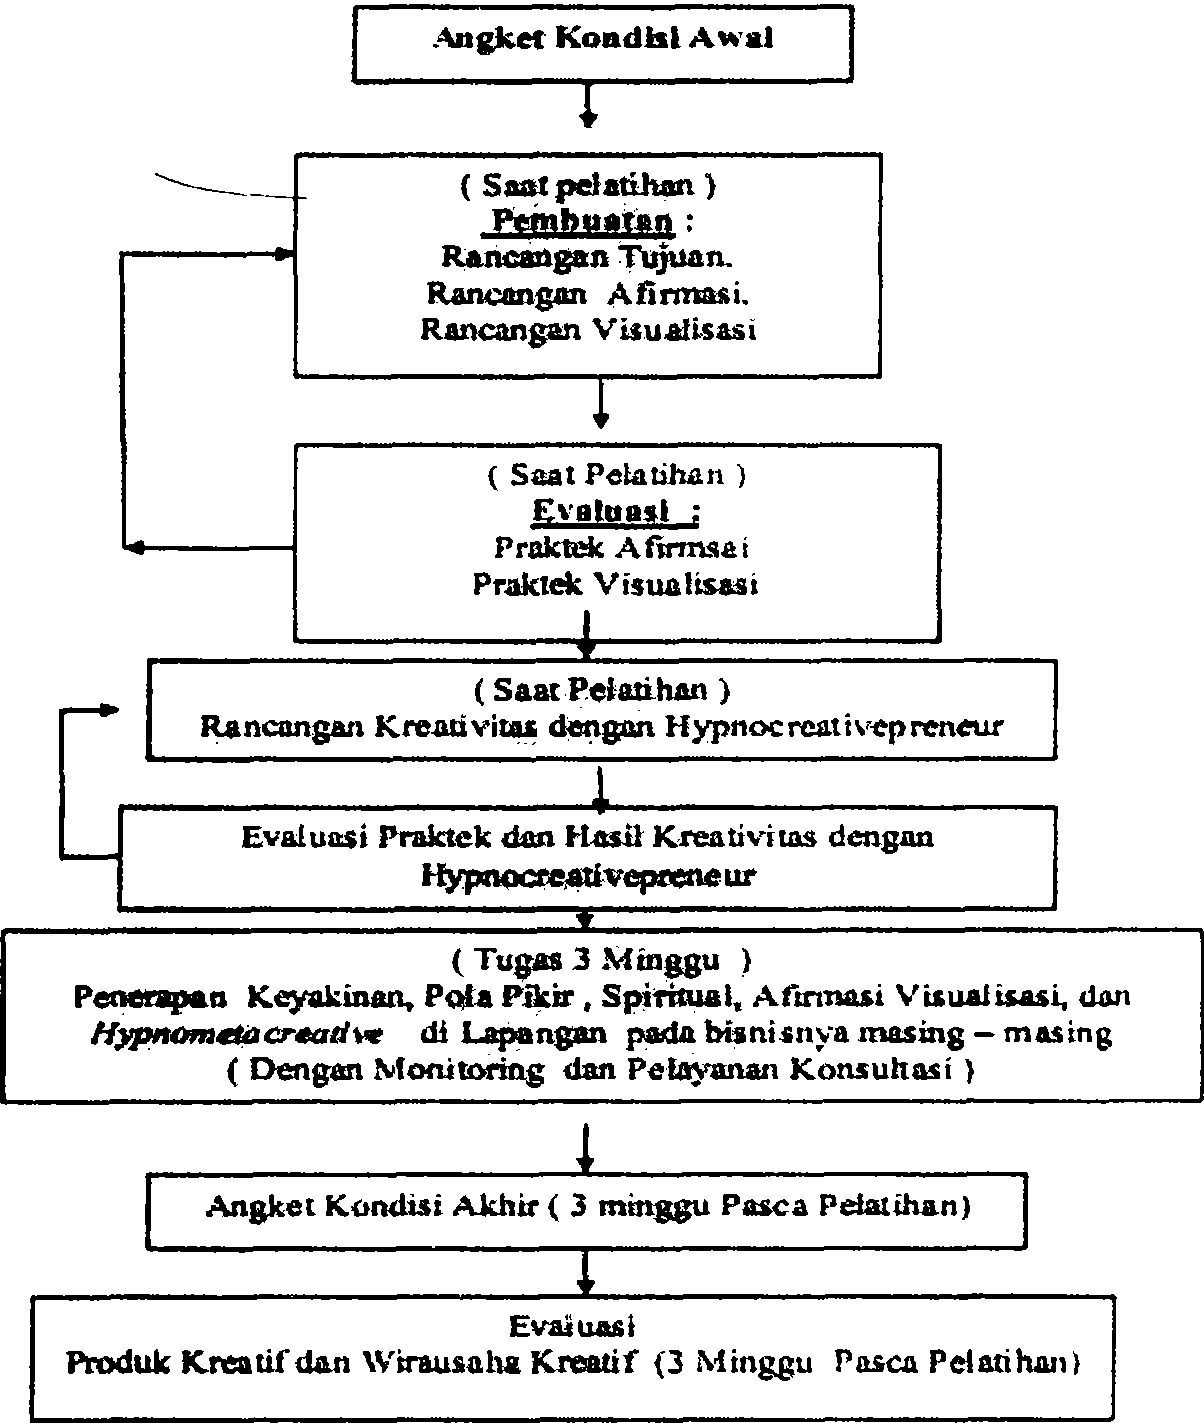 Angket Kondisi Awal
( Saat pelatihan )
Pembuatan :
Rancangan Tujuan.
Rancangan Afirmasi.
Rancangan Visualisasi
( Saat Pelatihan )
Evaluasi :
Praktek Afirmsai
Praktek Visualisasi
( Saat Pelatihan )
Rancangan Kreativitas dengan Hypnocreativepreneur
Evaluasi Praktek dan Hasil Kreativitas dengan
Hypnocreativepreneur
( Tugas 3 Minggu )
Penerapan Keyakinan, Pola Pikir , Spiritual, Afirmasi Visualisasi, dan
Hypnometacreative di Lapangan pada bisnisnya masing – masing
( Dengan Monitoring dan Pelayanan Konsultasi )
Angket Kondisi Akhir ( 3 minggu Pasca Pelatihan)
Evaluasi
Produk Kreatif dan Wirausaha Kreatif (3 Minggu Pasca Pelatihan)